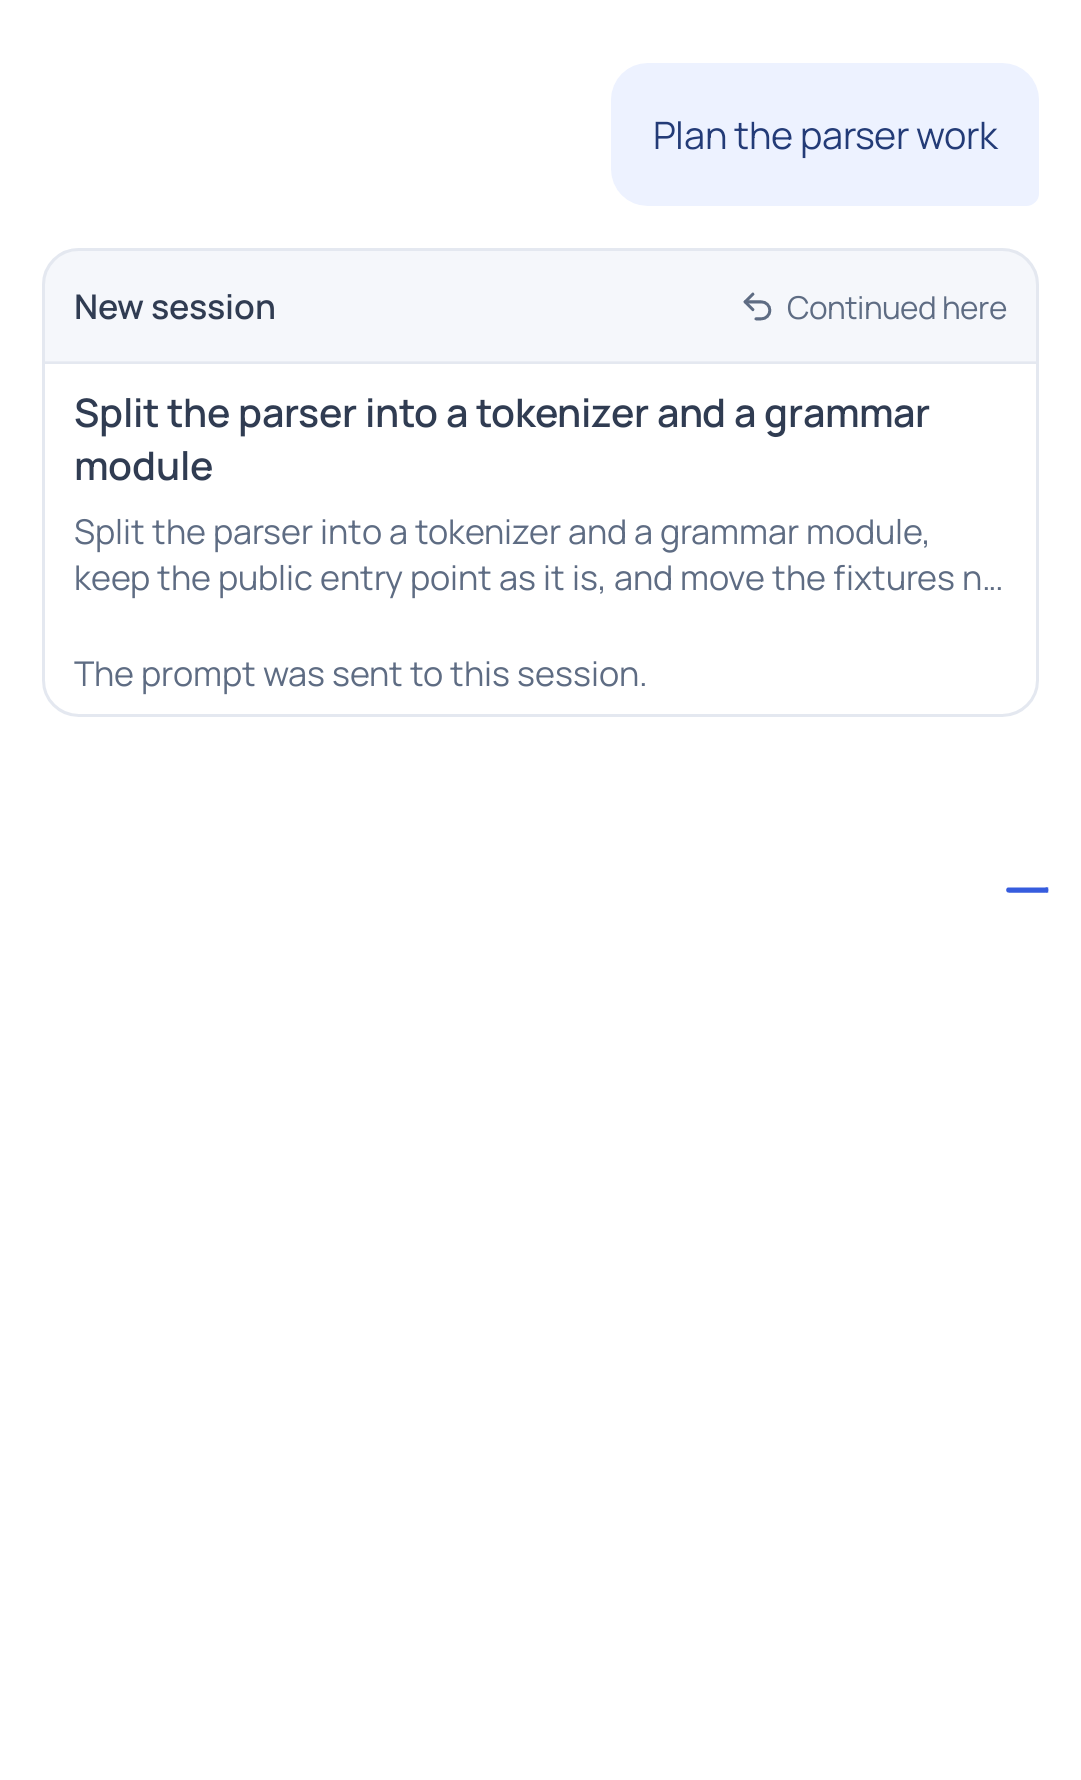 Plan the parser work
New session
Continued here
Split the parser into a tokenizer and a grammar
module
Split the parser into a tokenizer and a grammar module,
keep the public entry point as it is, and move the fixtures n…
The prompt was sent to this session.